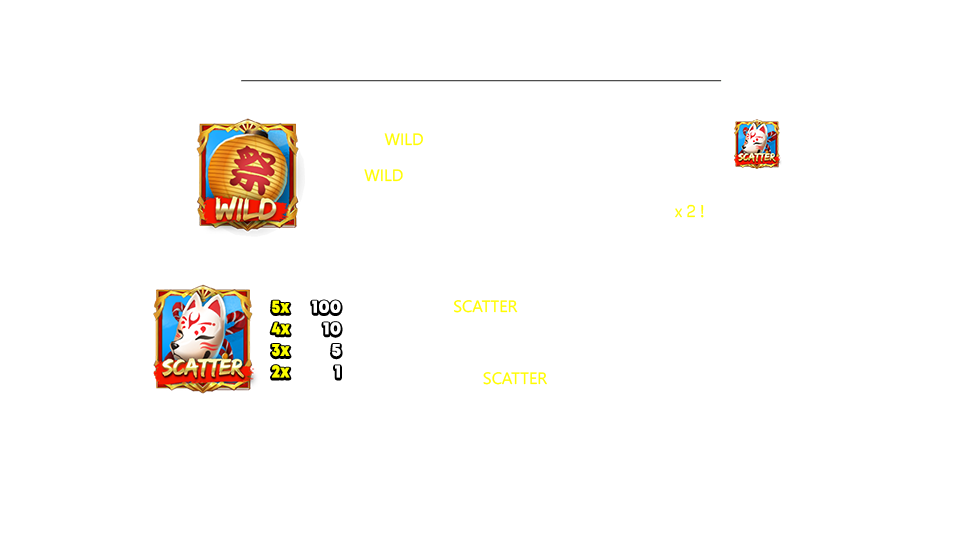 WILD
祭
WILD
SCATTER
WILD
x 2 !
SCATTER
5x 100
4x 10
3x 5
2x 1
SCATTER
SCATTER